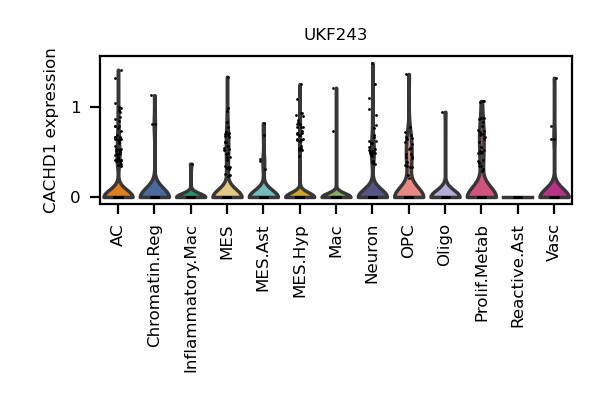 UKF243
CACHD1 expression
1
0
AC
Chromatin.Reg
Inflammatory.Mac
MES
MES.Ast
MES.Hyp
Mac
Neuron
OPC
Oligo
Prolif.Metab
Reactive.Ast
Vasc